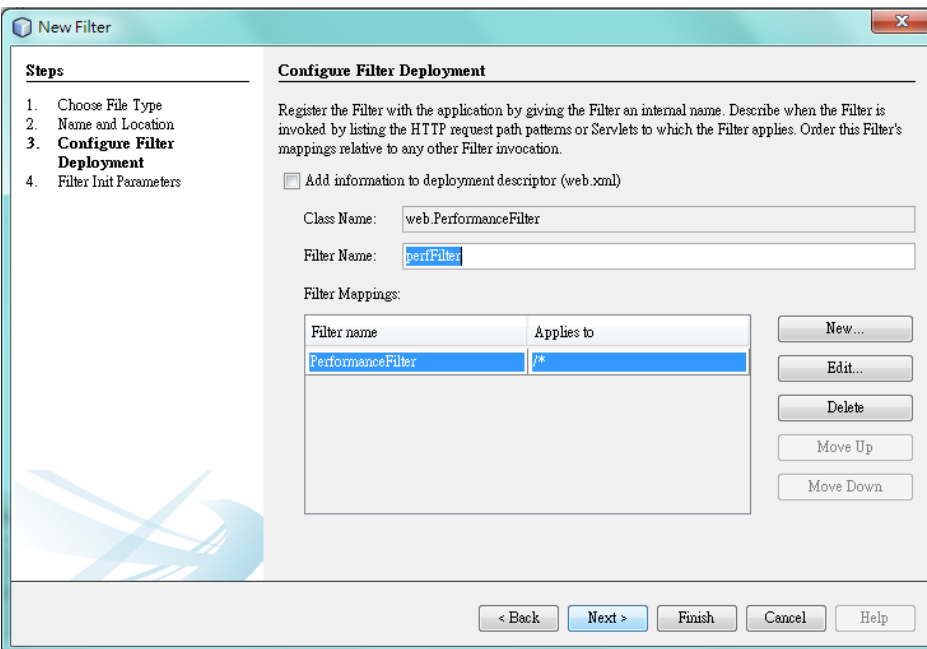 New Filter
Steps
1. Choose File Type
2. Name and Location
3. Configure Filter
Deployment
4. Filter Init Parameters
Configure Filter Deployment
Register the Filter with the application by giving the Filter an internal name. Describe when the Filter is
invoked by listing the HTTP request path patterns or Servlets to which the Filter applies. Order this Filter's
mappings relative to any other Filter invocation.
Add information to deployment descriptor (web.xml)
Class Name: web.PerformanceFilter
Filter Name: perfFilter
Filter Mappings:
Filter name Applies to
PerformanceFilter /*
New...
Edit...
Delete
Move Up
Move Down
< Back Next > Finish Cancel Help